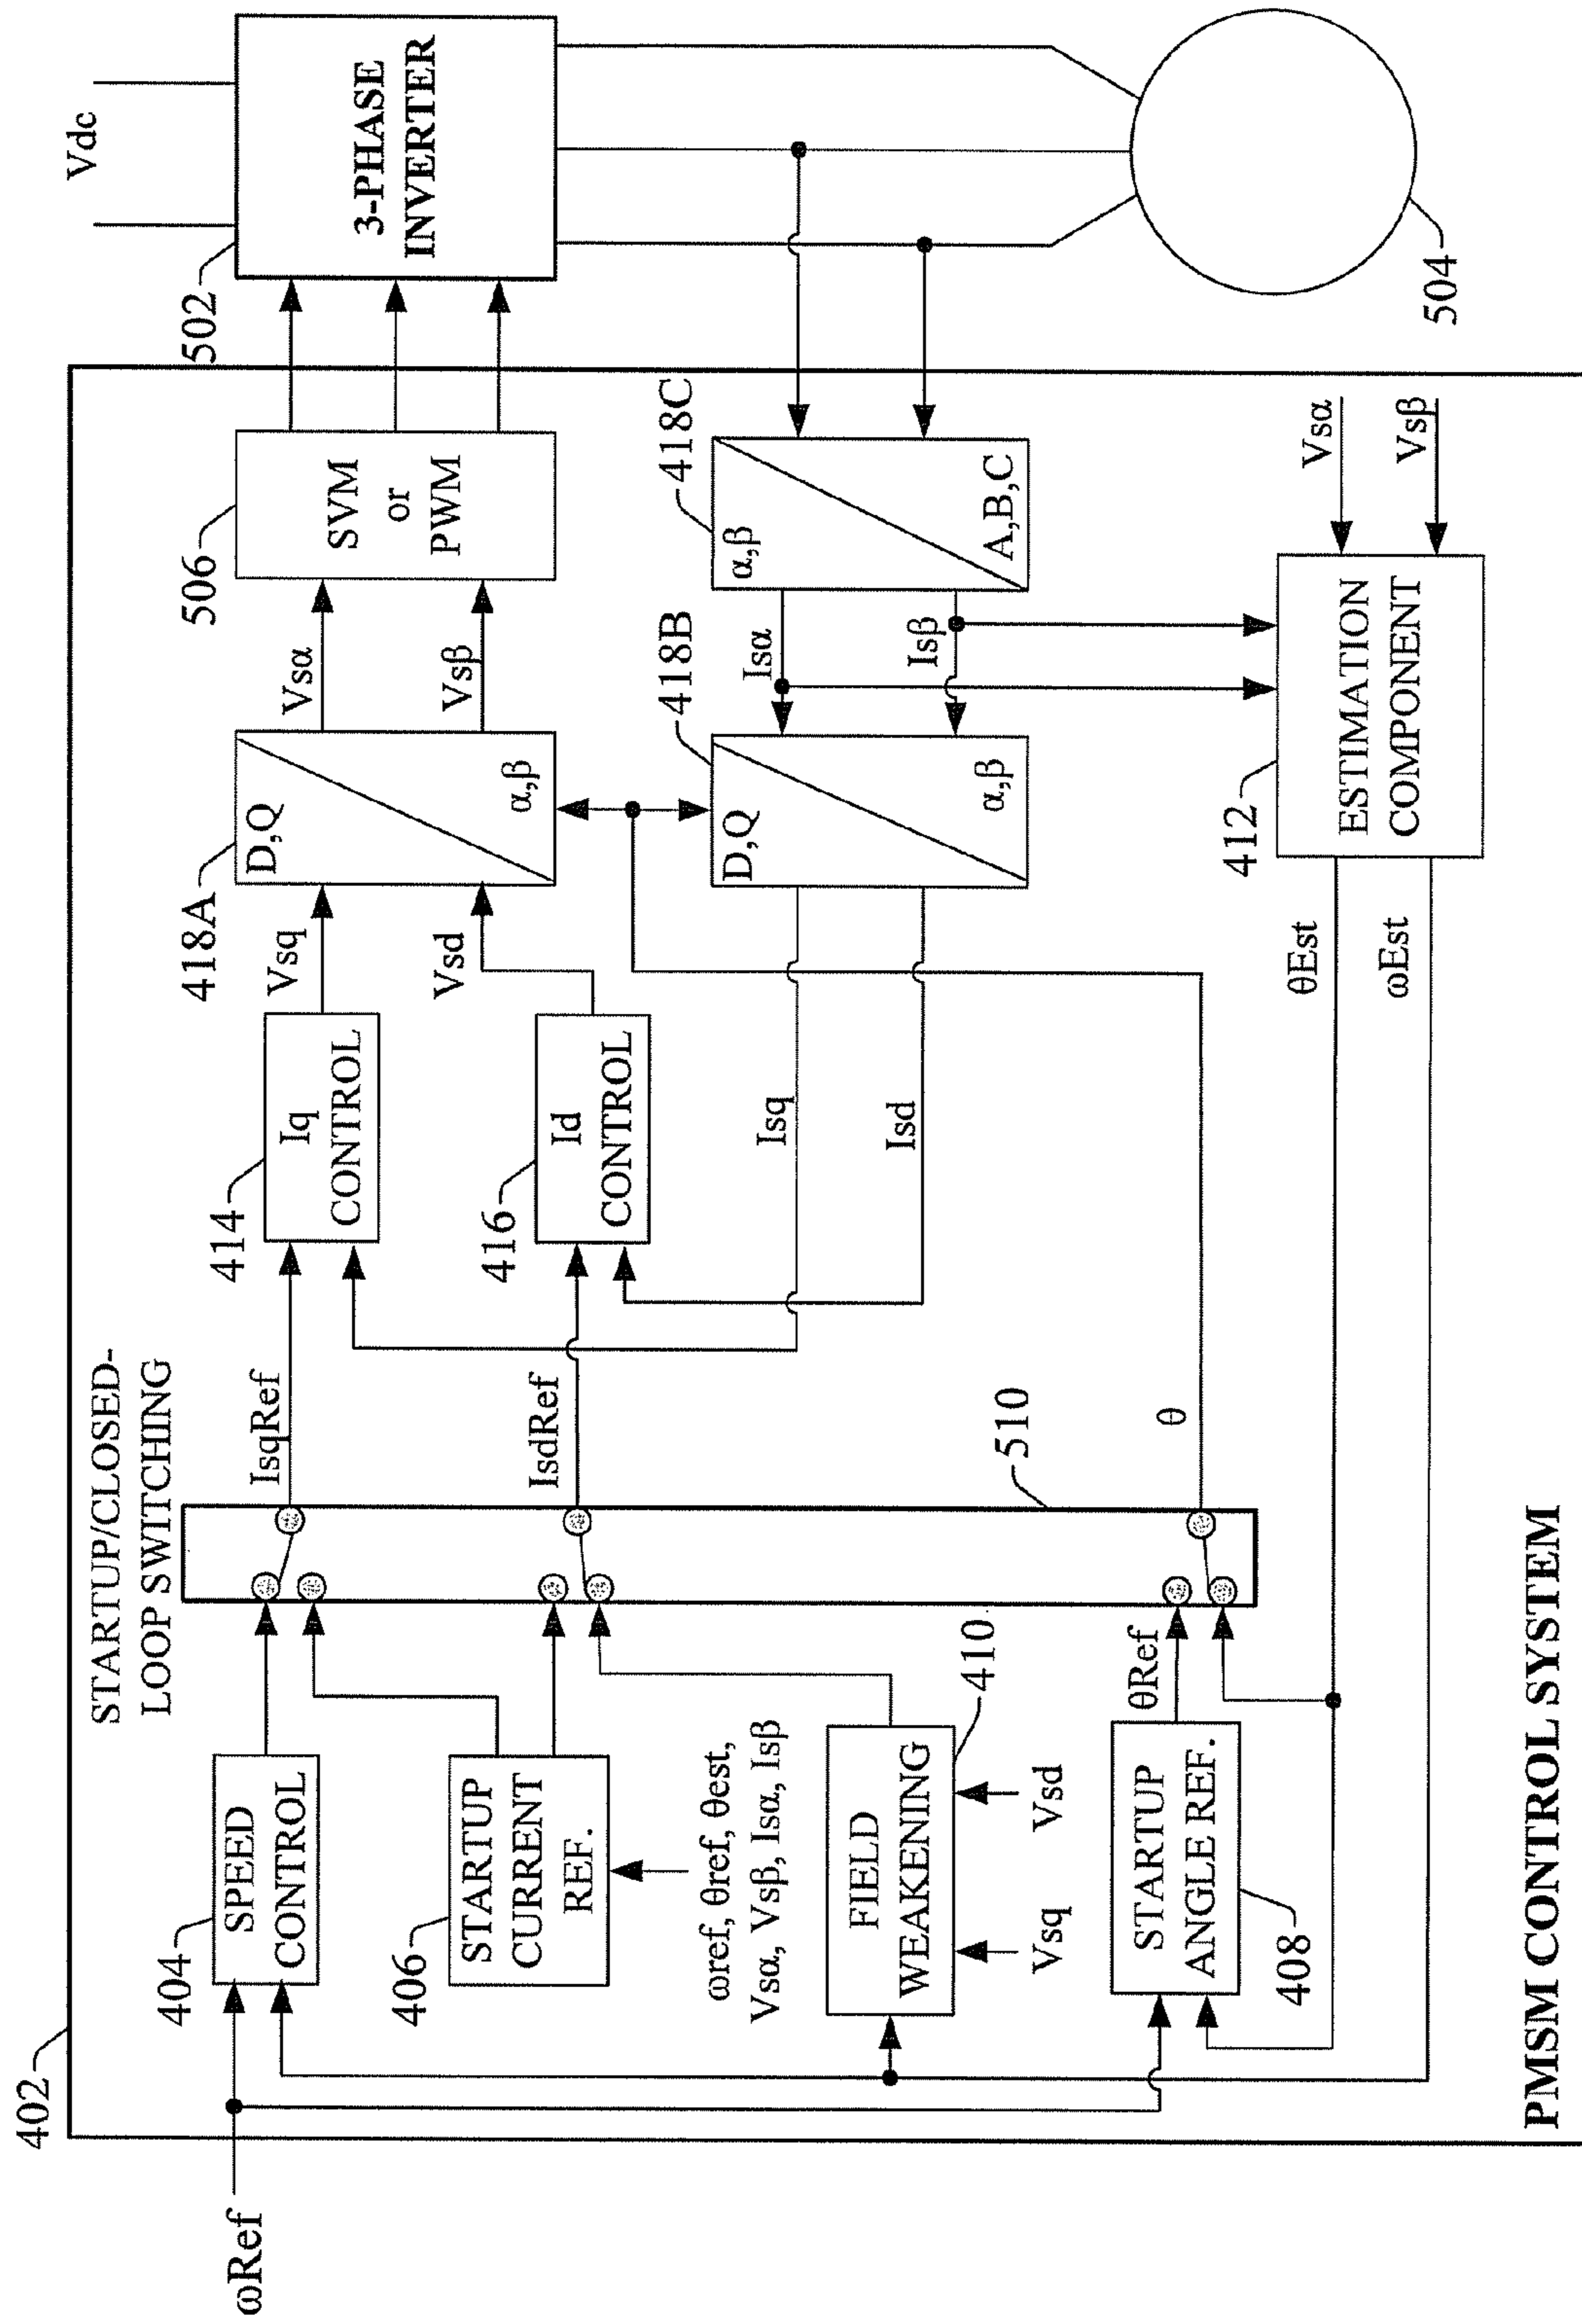 402
ωRef
STARTUP/CLOSED-
LOOP SWITCHING
404
SPEED
CONTROL
406
STARTUP
CURRENT
REF.
ωref, θref, θest,
Vsα, Vsβ, Isα, Isβ
FIELD
WEAKENING
410
Vsq
Vsd
STARTUP
ANGLE REF.
408
θRef
510
IsqRef
IsdRef
θ
414
Iq
CONTROL
416
Id
CONTROL
Isq
Isd
Vsq
Vsd
418A
D,Q
α,β
418B
D,Q
α,β
Vsα
Vsβ
506
SVM
or
PWM
Isα
Isβ
418C
α,β
A,B,C
θEst
ωEst
412
ESTIMATION
COMPONENT
Vsα
Vsβ
502
3-PHASE
INVERTER
Vdc
504
PMSM CONTROL SYSTEM